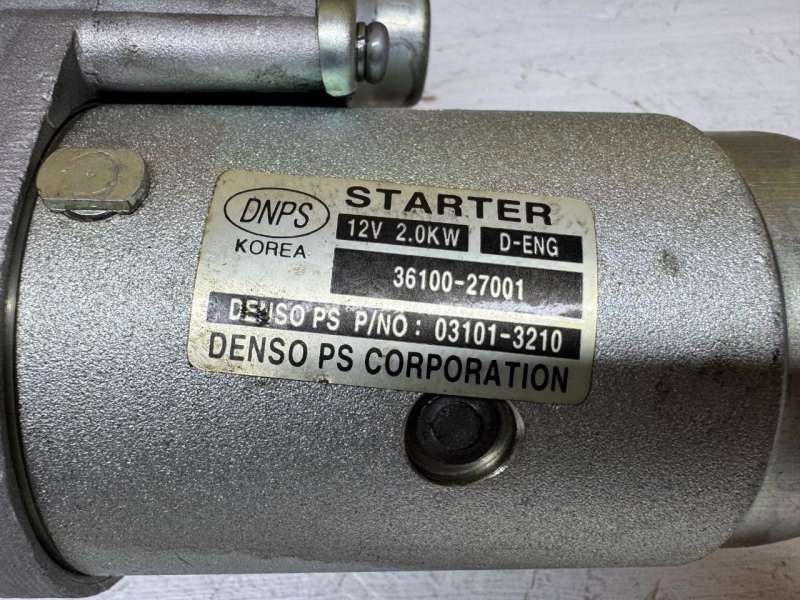 DNPS
KOREA
STARTER
12V 2.0KW D-ENG
36100-27001
DENSO PS P/NO : 03101-3210
DENSO PS CORPORATION